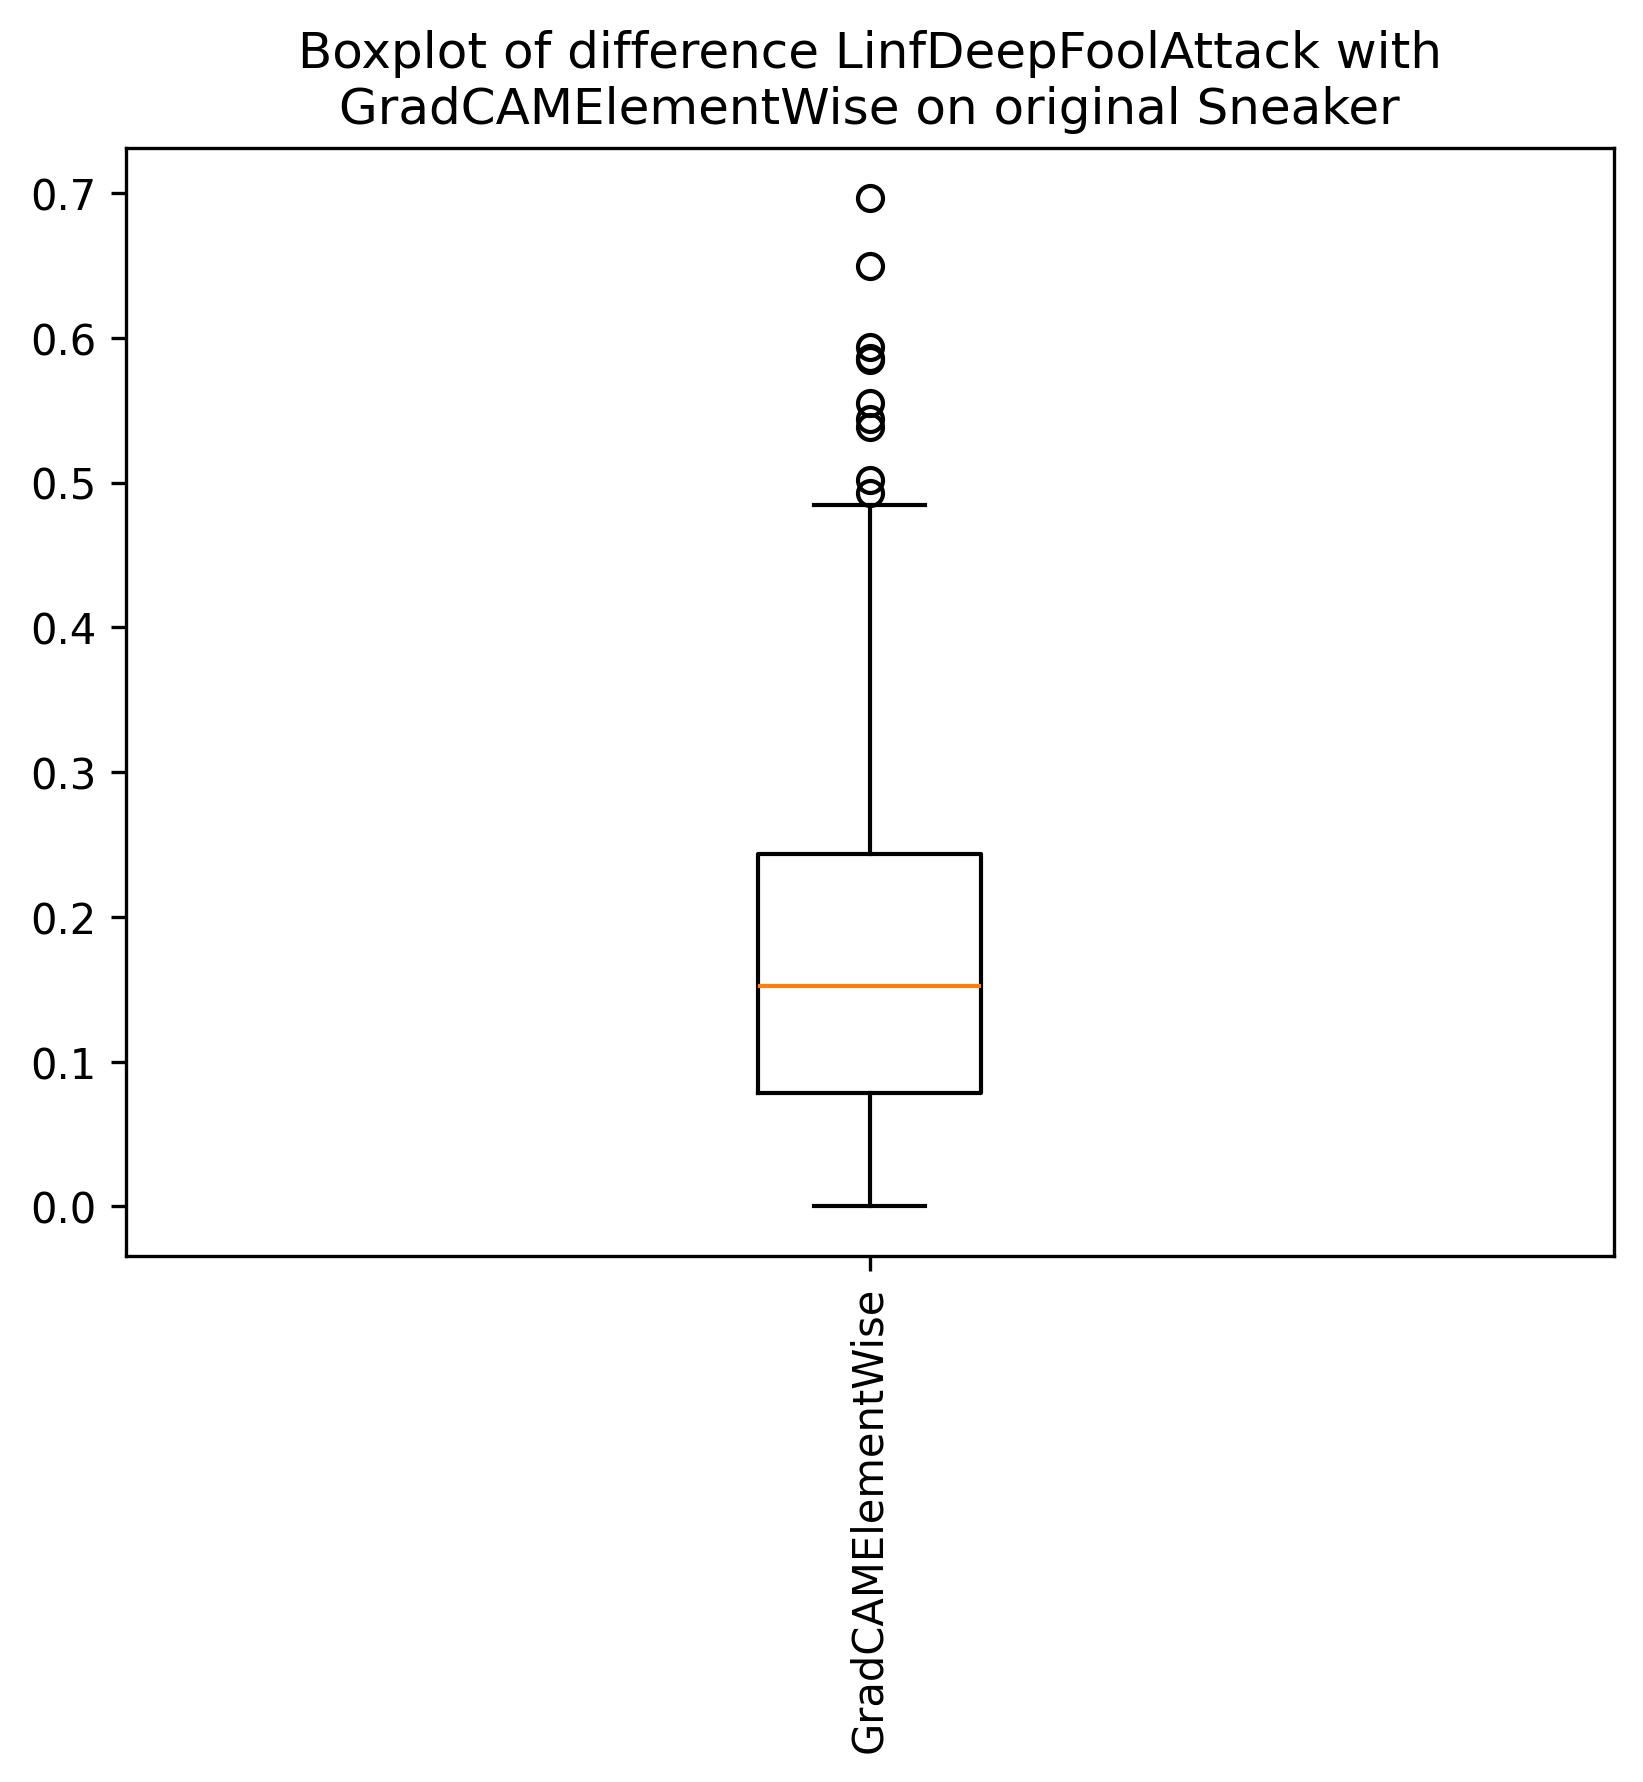 Boxplot of difference LinfDeepFoolAttack with
GradCAMElementWise on original Sneaker
0.7
0.6
0.5
0.4
0.3
0.2
0.1
0.0
GradCAMElementWise